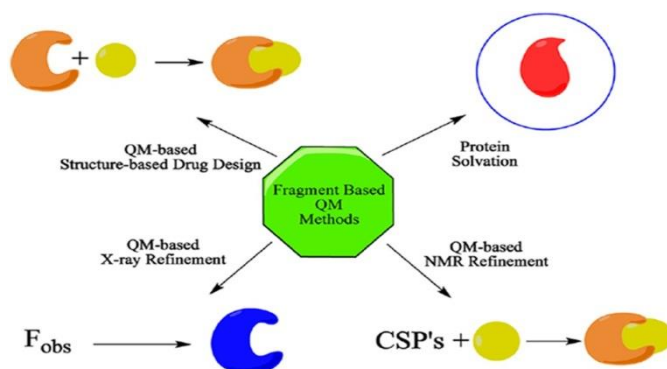 +
QM-based
Structure-based Drug Design
Protein
Solvation
Fragment Based
QM
Methods
QM-based
X-ray Refinement
QM-based
NMR Refinement
F_obs
CSP's +